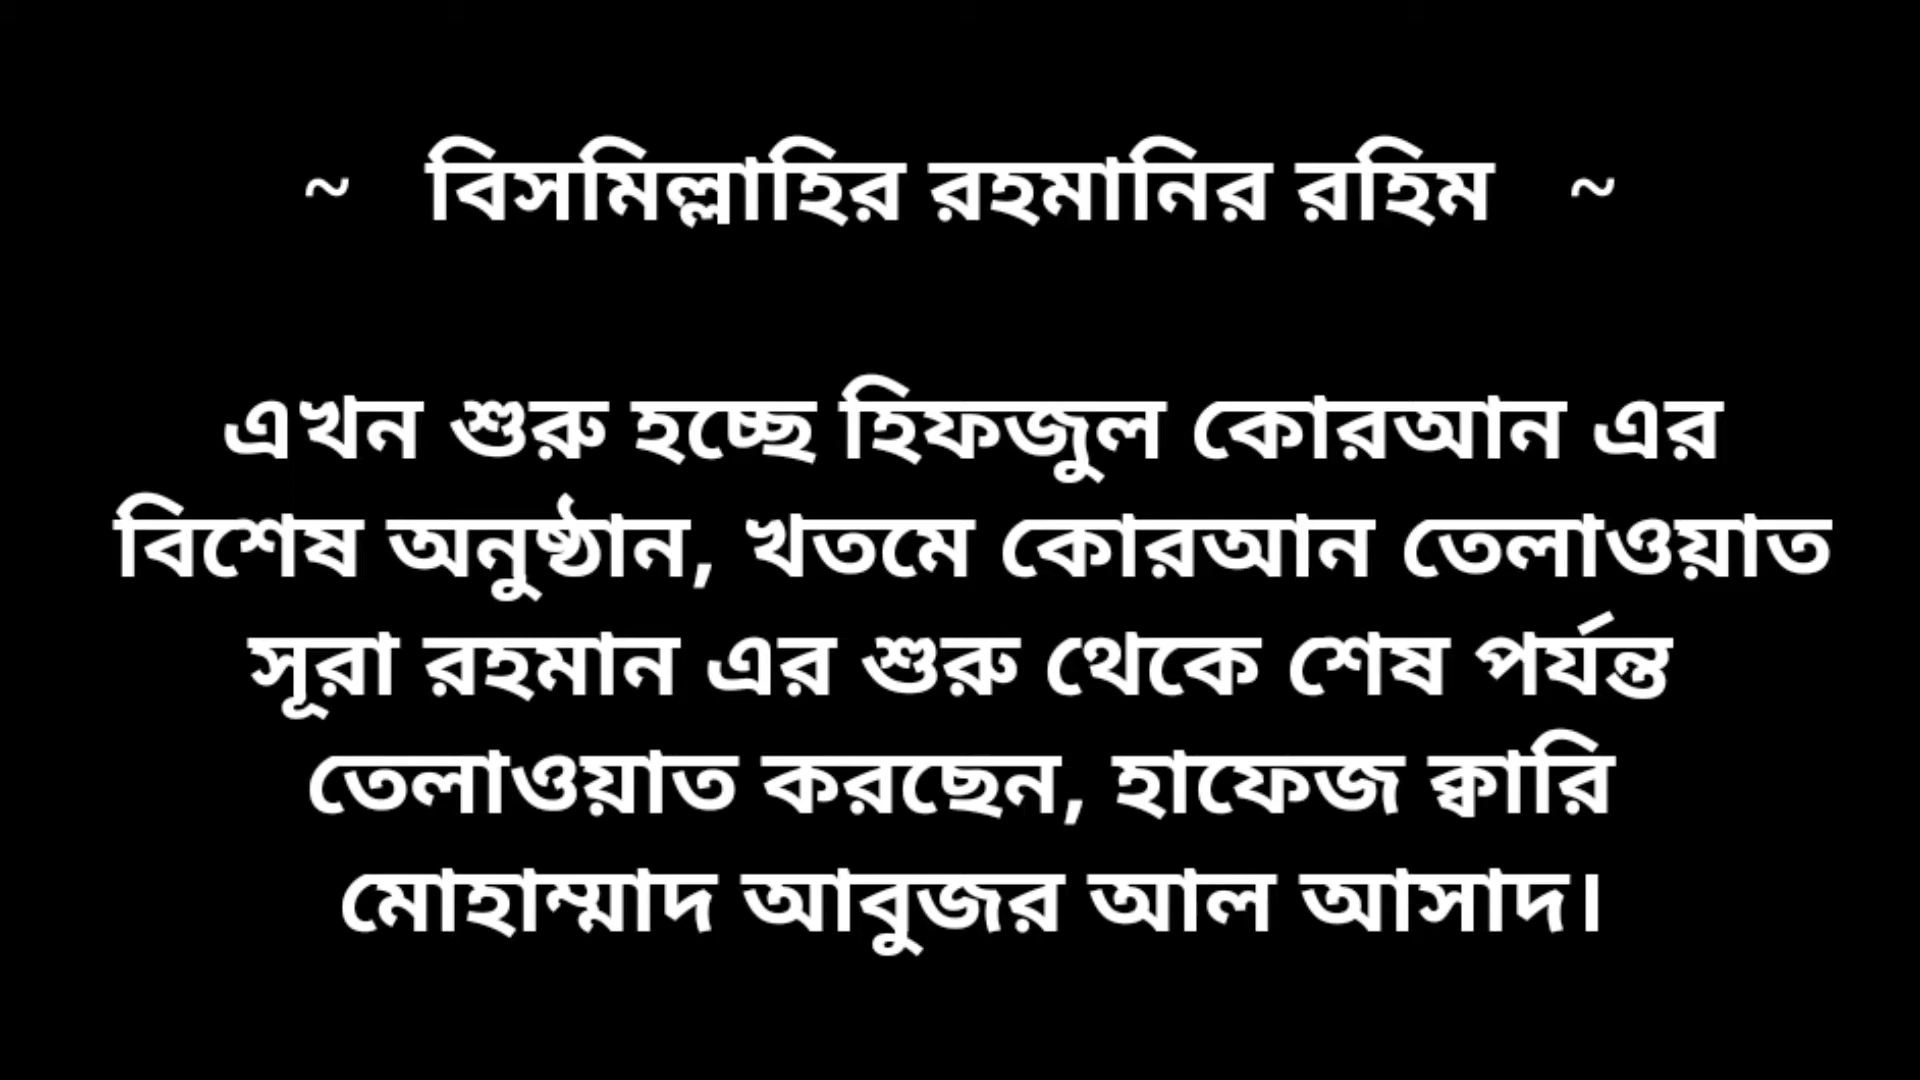 ~ বিসমিল্লাহির রহমানির রহিম ~
এখন শুরু হচ্ছে হিফজুল কোরআন এর
বিশেষ অনুষ্ঠান, খতমে কোরআন তেলাওয়াত
সূরা রহমান এর শুরু থেকে শেষ পর্যন্ত
তেলাওয়াত করছেন, হাফেজ ক্বারি
মোহাম্মাদ আবুজর আল আসাদ।